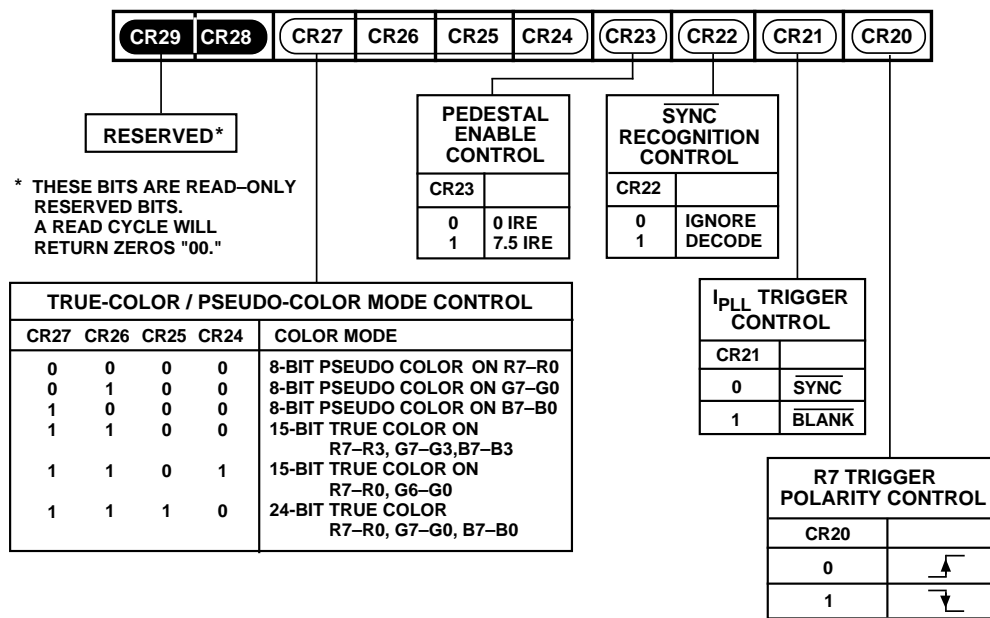 CR29 CR28 CR27 CR26 CR25 CR24 CR23 CR22 CR21 CR20
RESERVED*
* THESE BITS ARE READ–ONLY
RESERVED BITS.
A READ CYCLE WILL
RETURN ZEROS "00."
PEDESTAL
ENABLE
CONTROL
CR23
0 0 IRE
1 7.5 IRE
SYNC
RECOGNITION
CONTROL
CR22
0 IGNORE
1 DECODE
TRUE-COLOR / PSEUDO-COLOR MODE CONTROL
CR27 CR26 CR25 CR24 COLOR MODE
0 0 0 0 8-BIT PSEUDO COLOR ON R7–R0
0 1 0 0 8-BIT PSEUDO COLOR ON G7–G0
1 0 0 0 8-BIT PSEUDO COLOR ON B7–B0
1 1 0 0 15-BIT TRUE COLOR ON
R7–R3, G7–G3,B7–B3
1 1 0 1 15-BIT TRUE COLOR ON
R7–R0, G6–G0
1 1 1 0 24-BIT TRUE COLOR
R7–R0, G7–G0, B7–B0
IPLL TRIGGER
CONTROL
CR21
0 SYNC
1 BLANK
R7 TRIGGER
POLARITY CONTROL
CR20
0
1